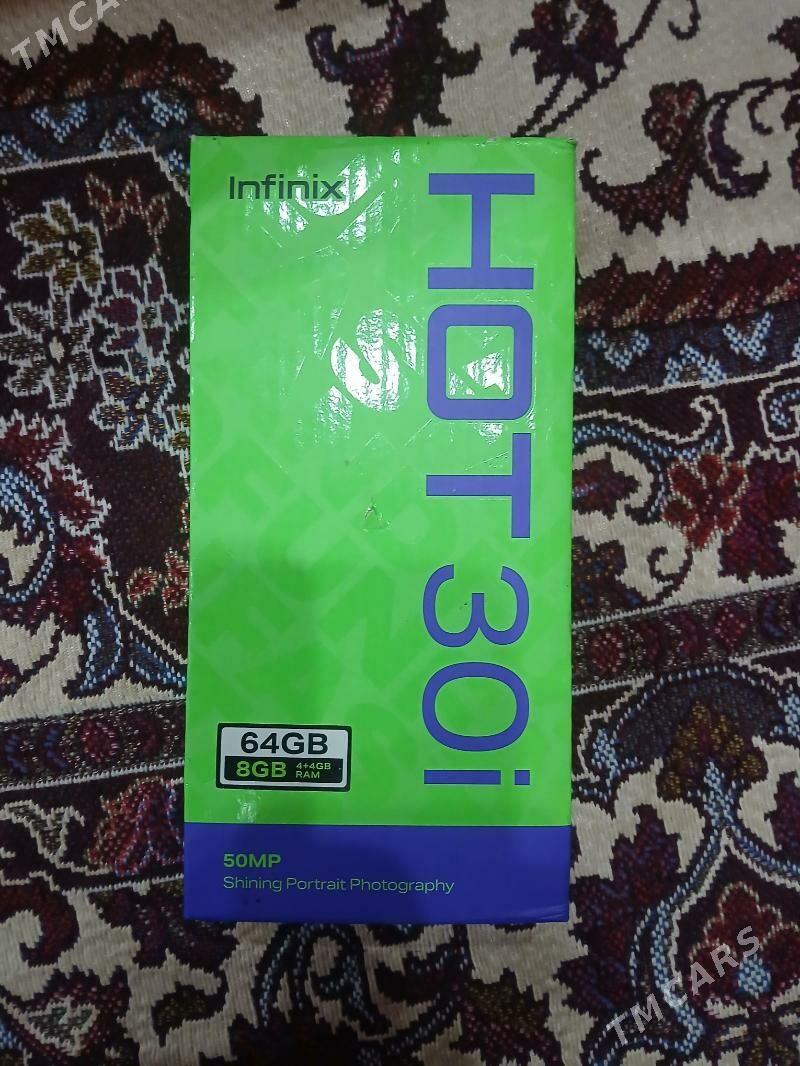 TMCARS
Infinix
HOT 30i
64GB
8GB 4+4GB
RAM
50MP
Shining Portrait Photography
TMCARS